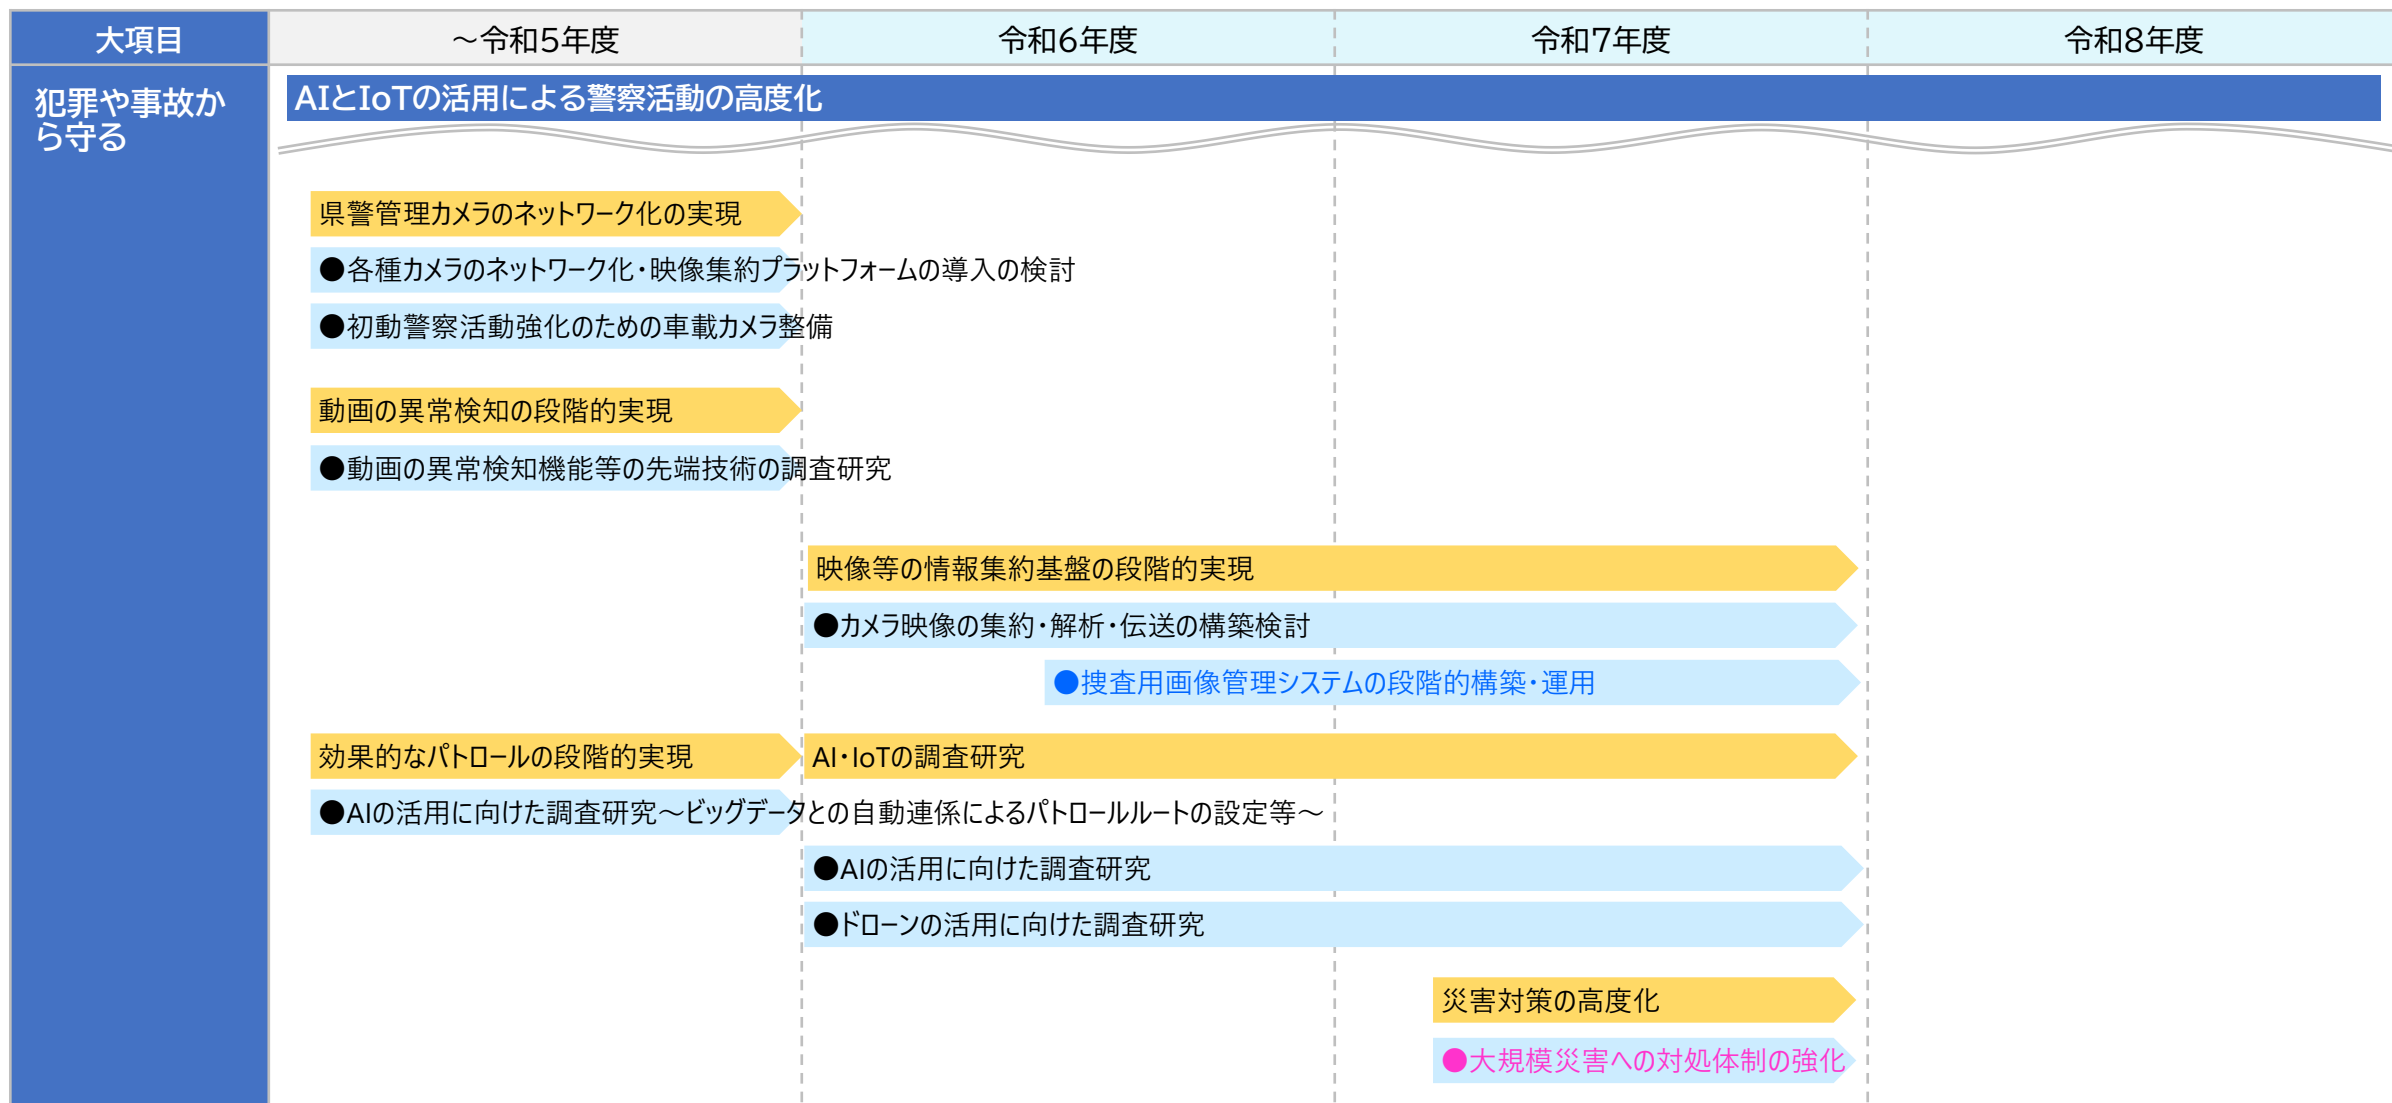 大項目
～令和5年度
令和6年度
令和7年度
令和8年度
犯罪や事故か
ら守る
AIとIoTの活用による警察活動の高度化
県警管理カメラのネットワーク化の実現
●各種カメラのネットワーク化・映像集約プラットフォームの導入の検討
●初動警察活動強化のための車載カメラ整備
動画の異常検知の段階的実現
●動画の異常検知機能等の先端技術の調査研究
映像等の情報集約基盤の段階的実現
●カメラ映像の集約・解析・伝送の構築検討
●捜査用画像管理システムの段階的構築・運用
効果的なパトロールの段階的実現
AI・IoTの調査研究
●AIの活用に向けた調査研究～ビッグデータとの自動連係によるパトロールルートの設定等～
●AIの活用に向けた調査研究
●ドローンの活用に向けた調査研究
災害対策の高度化
●大規模災害への対処体制の強化